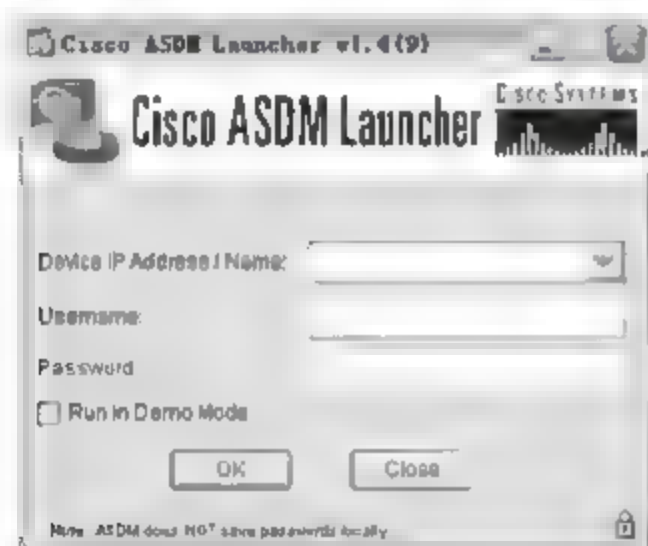 Cisco ASDM Launcher v1.4(9)
Cisco ASDM Launcher
Cisco Systems
Device IP Address / Name:
Username:
Password
Run in Demo Mode
OK
Close
Note: ASDM does NOT save passwords locally